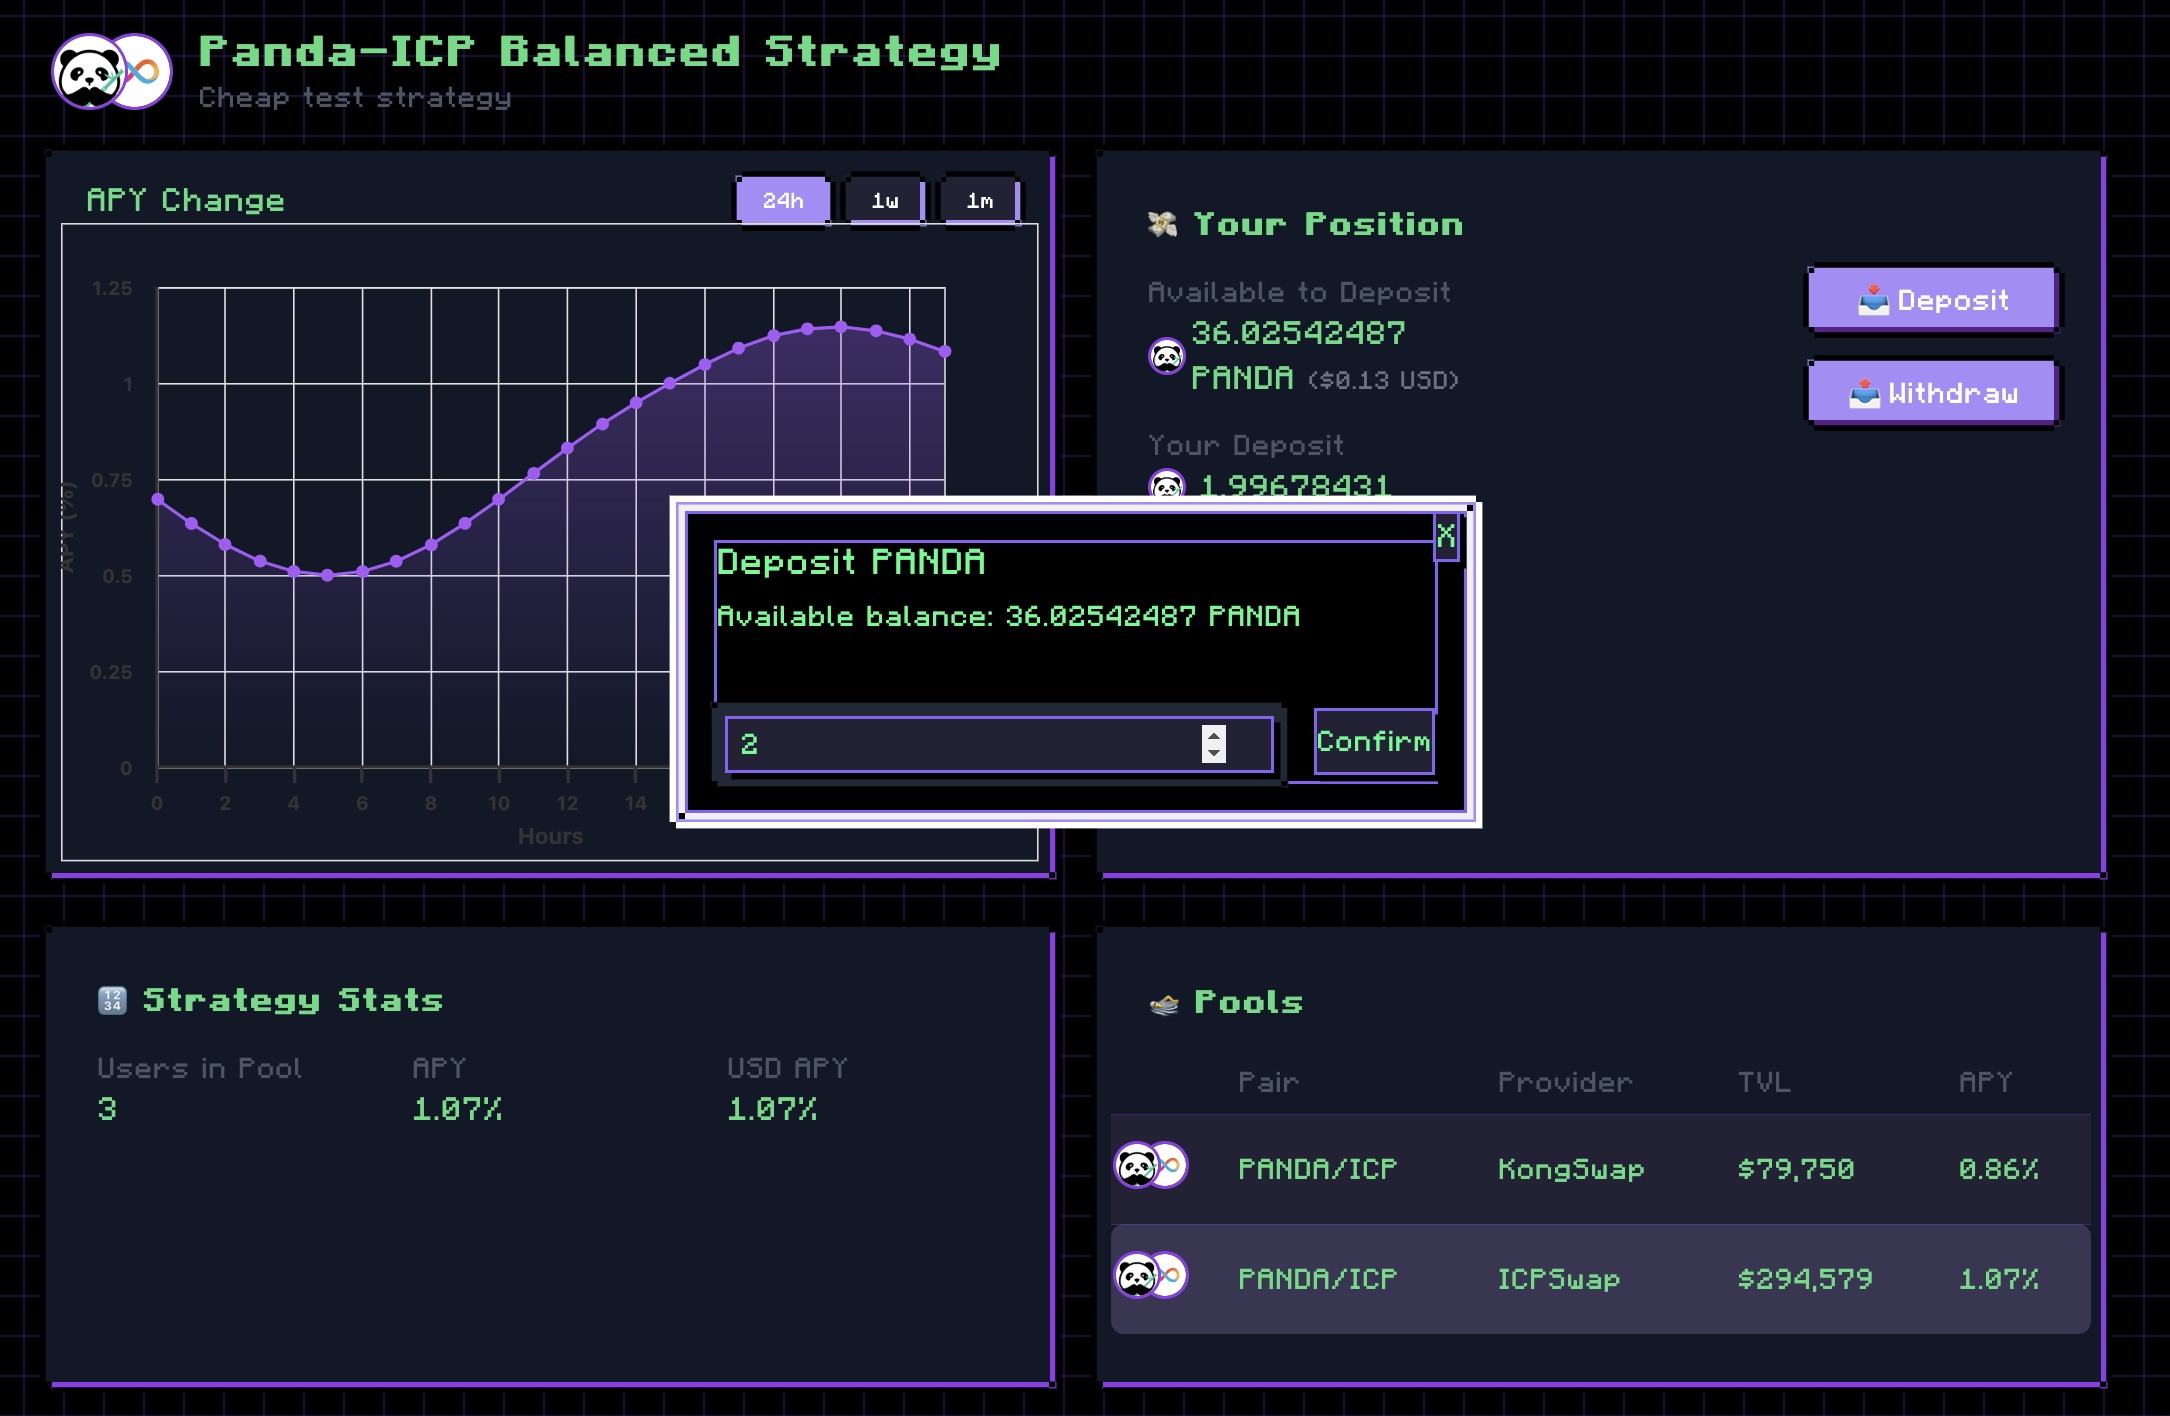 Panda-ICP Balanced Strategy
Cheap test strategy
APY Change
24h 1w 1m
1.25
1
0.75
0.5
0.25
0
APY (%)
0 2 4 6 8 10 12 14
Hours
Your Position
Available to Deposit
36.02542487
PANDA ($0.13 USD)
Your Deposit
1.99678431
Deposit
Withdraw
X
Deposit PANDA
Available balance: 36.02542487 PANDA
2
Confirm
12
34
Strategy Stats
Users in Pool APY USD APY
3 1.07% 1.07%
Pools
Pair Provider TVL APY
PANDA/ICP KongSwap $79,750 0.86%
PANDA/ICP ICPSwap $294,579 1.07%